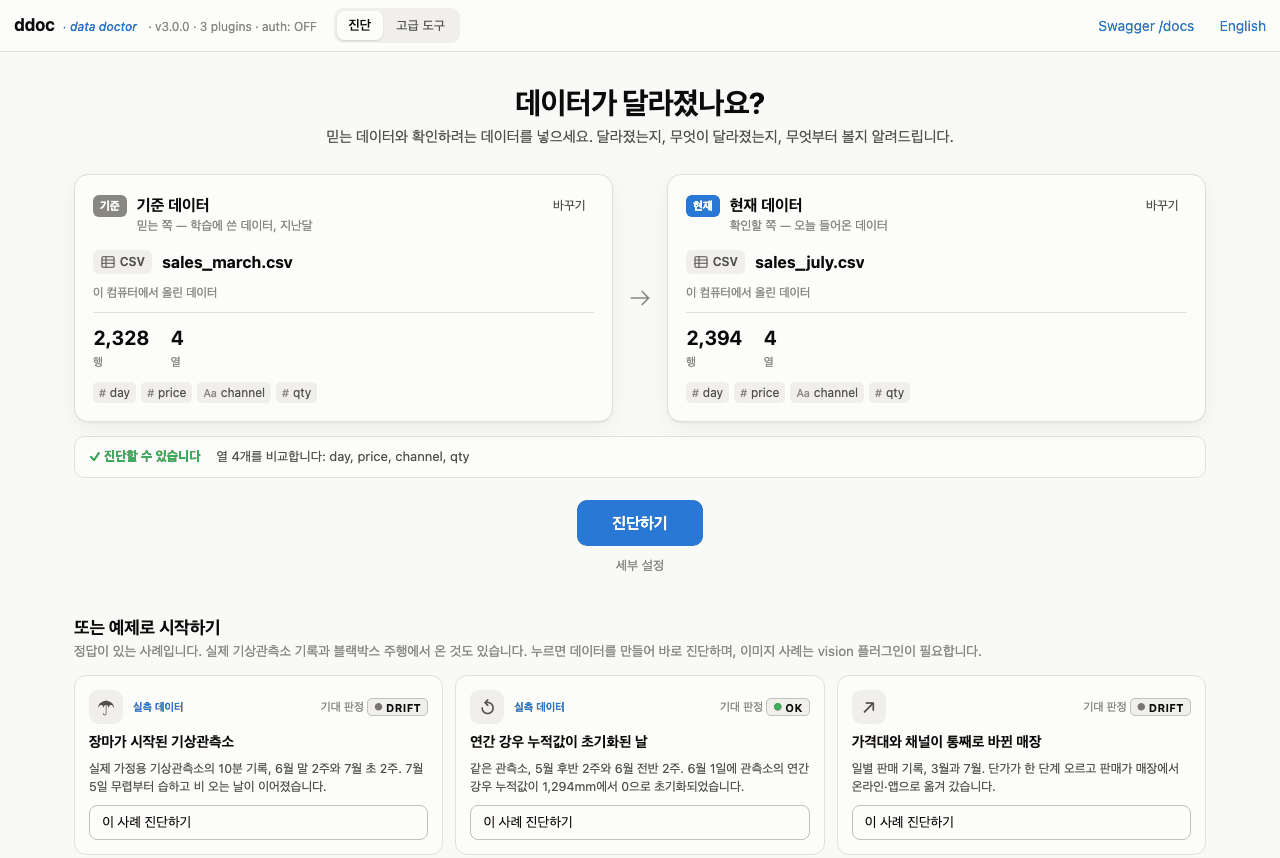 ddoc · data doctor · v3.0.0 · 3 plugins · auth: OFF 진단 고급 도구 Swagger /docs English
데이터가 달라졌나요?
믿는 데이터와 확인하려는 데이터를 넣으세요. 달라졌는지, 무엇이 달라졌는지, 무엇부터 볼지 알려드립니다.
기준 기준 데이터 바꾸기
믿는 쪽 — 학습에 쓴 데이터, 지난달
CSV sales_march.csv
이 컴퓨터에서 올린 데이터
2,328 4
행 열
# day # price Aa channel # qty
현재 현재 데이터 바꾸기
확인할 쪽 — 오늘 들어온 데이터
CSV sales_july.csv
이 컴퓨터에서 올린 데이터
2,394 4
행 열
# day # price Aa channel # qty
진단할 수 있습니다 열 4개를 비교합니다: day, price, channel, qty
진단하기
세부 설정
또는 예제로 시작하기
정답이 있는 사례입니다. 실제 기상관측소 기록과 블랙박스 주행에서 온 것도 있습니다. 누르면 데이터를 만들어 바로 진단하며, 이미지 사례는 vision 플러그인이 필요합니다.
실측 데이터 기대 판정 DRIFT
장마가 시작된 기상관측소
실제 가정용 기상관측소의 10분 기록, 6월 말 2주와 7월 초 2주. 7월
5일 무렵부터 습하고 비 오는 날이 이어졌습니다.
이 사례 진단하기
실측 데이터 기대 판정 OK
연간 강우 누적값이 초기화된 날
같은 관측소, 5월 후반 2주와 6월 전반 2주. 6월 1일에 관측소의 연간
강우 누적값이 1,294mm에서 0으로 초기화되었습니다.
이 사례 진단하기
기대 판정 DRIFT
가격대와 채널이 통째로 바뀐 매장
일별 판매 기록, 3월과 7월. 단가가 한 단계 오르고 판매가 매장에서
온라인·앱으로 옮겨 갔습니다.
이 사례 진단하기